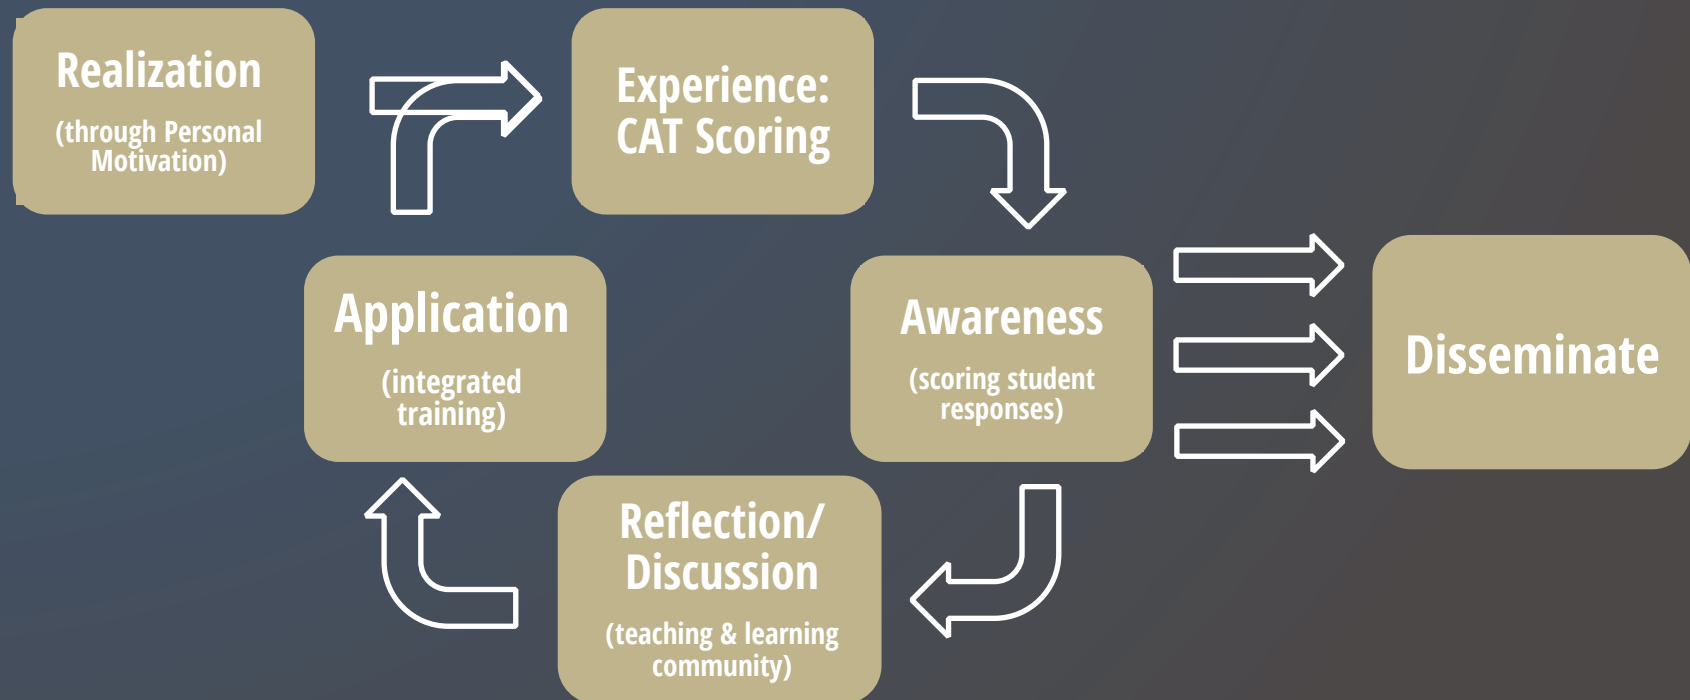 Realization
(through Personal
Motivation)
Experience:
CAT Scoring
Application
(integrated
training)
Awareness
(scoring student
responses)
Disseminate
Reflection/
Discussion
(teaching & learning
community)